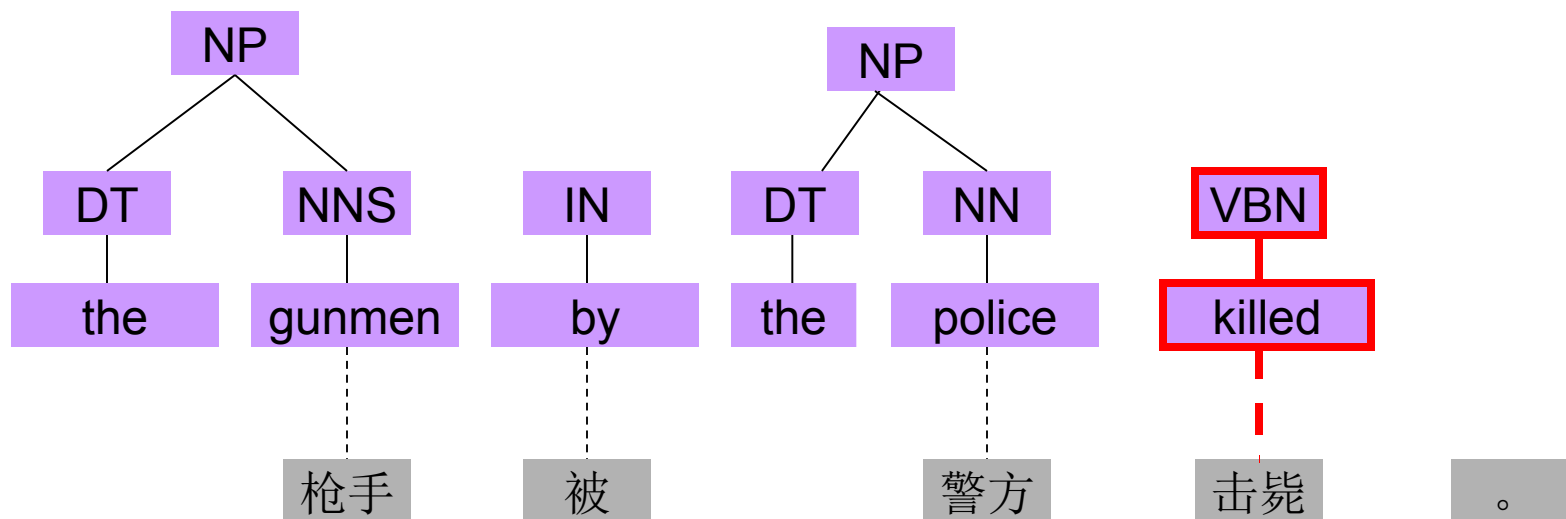 NP NP
DT NNS IN DT NN VBN
the gunmen by the police killed
枪手 被 警方 击毙 。